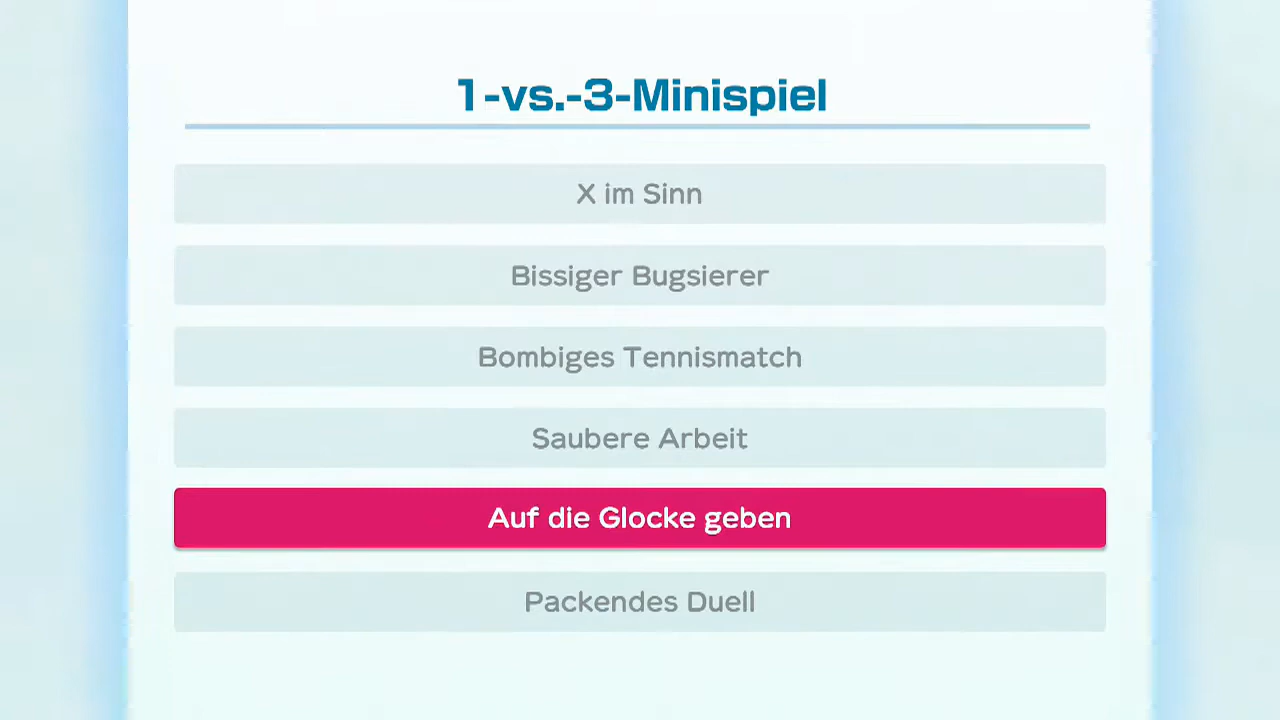 1-vs.-3-Minispiel
X im Sinn
Bissiger Bugsierer
Bombiges Tennismatch
Saubere Arbeit
Auf die Glocke geben
Packendes Duell